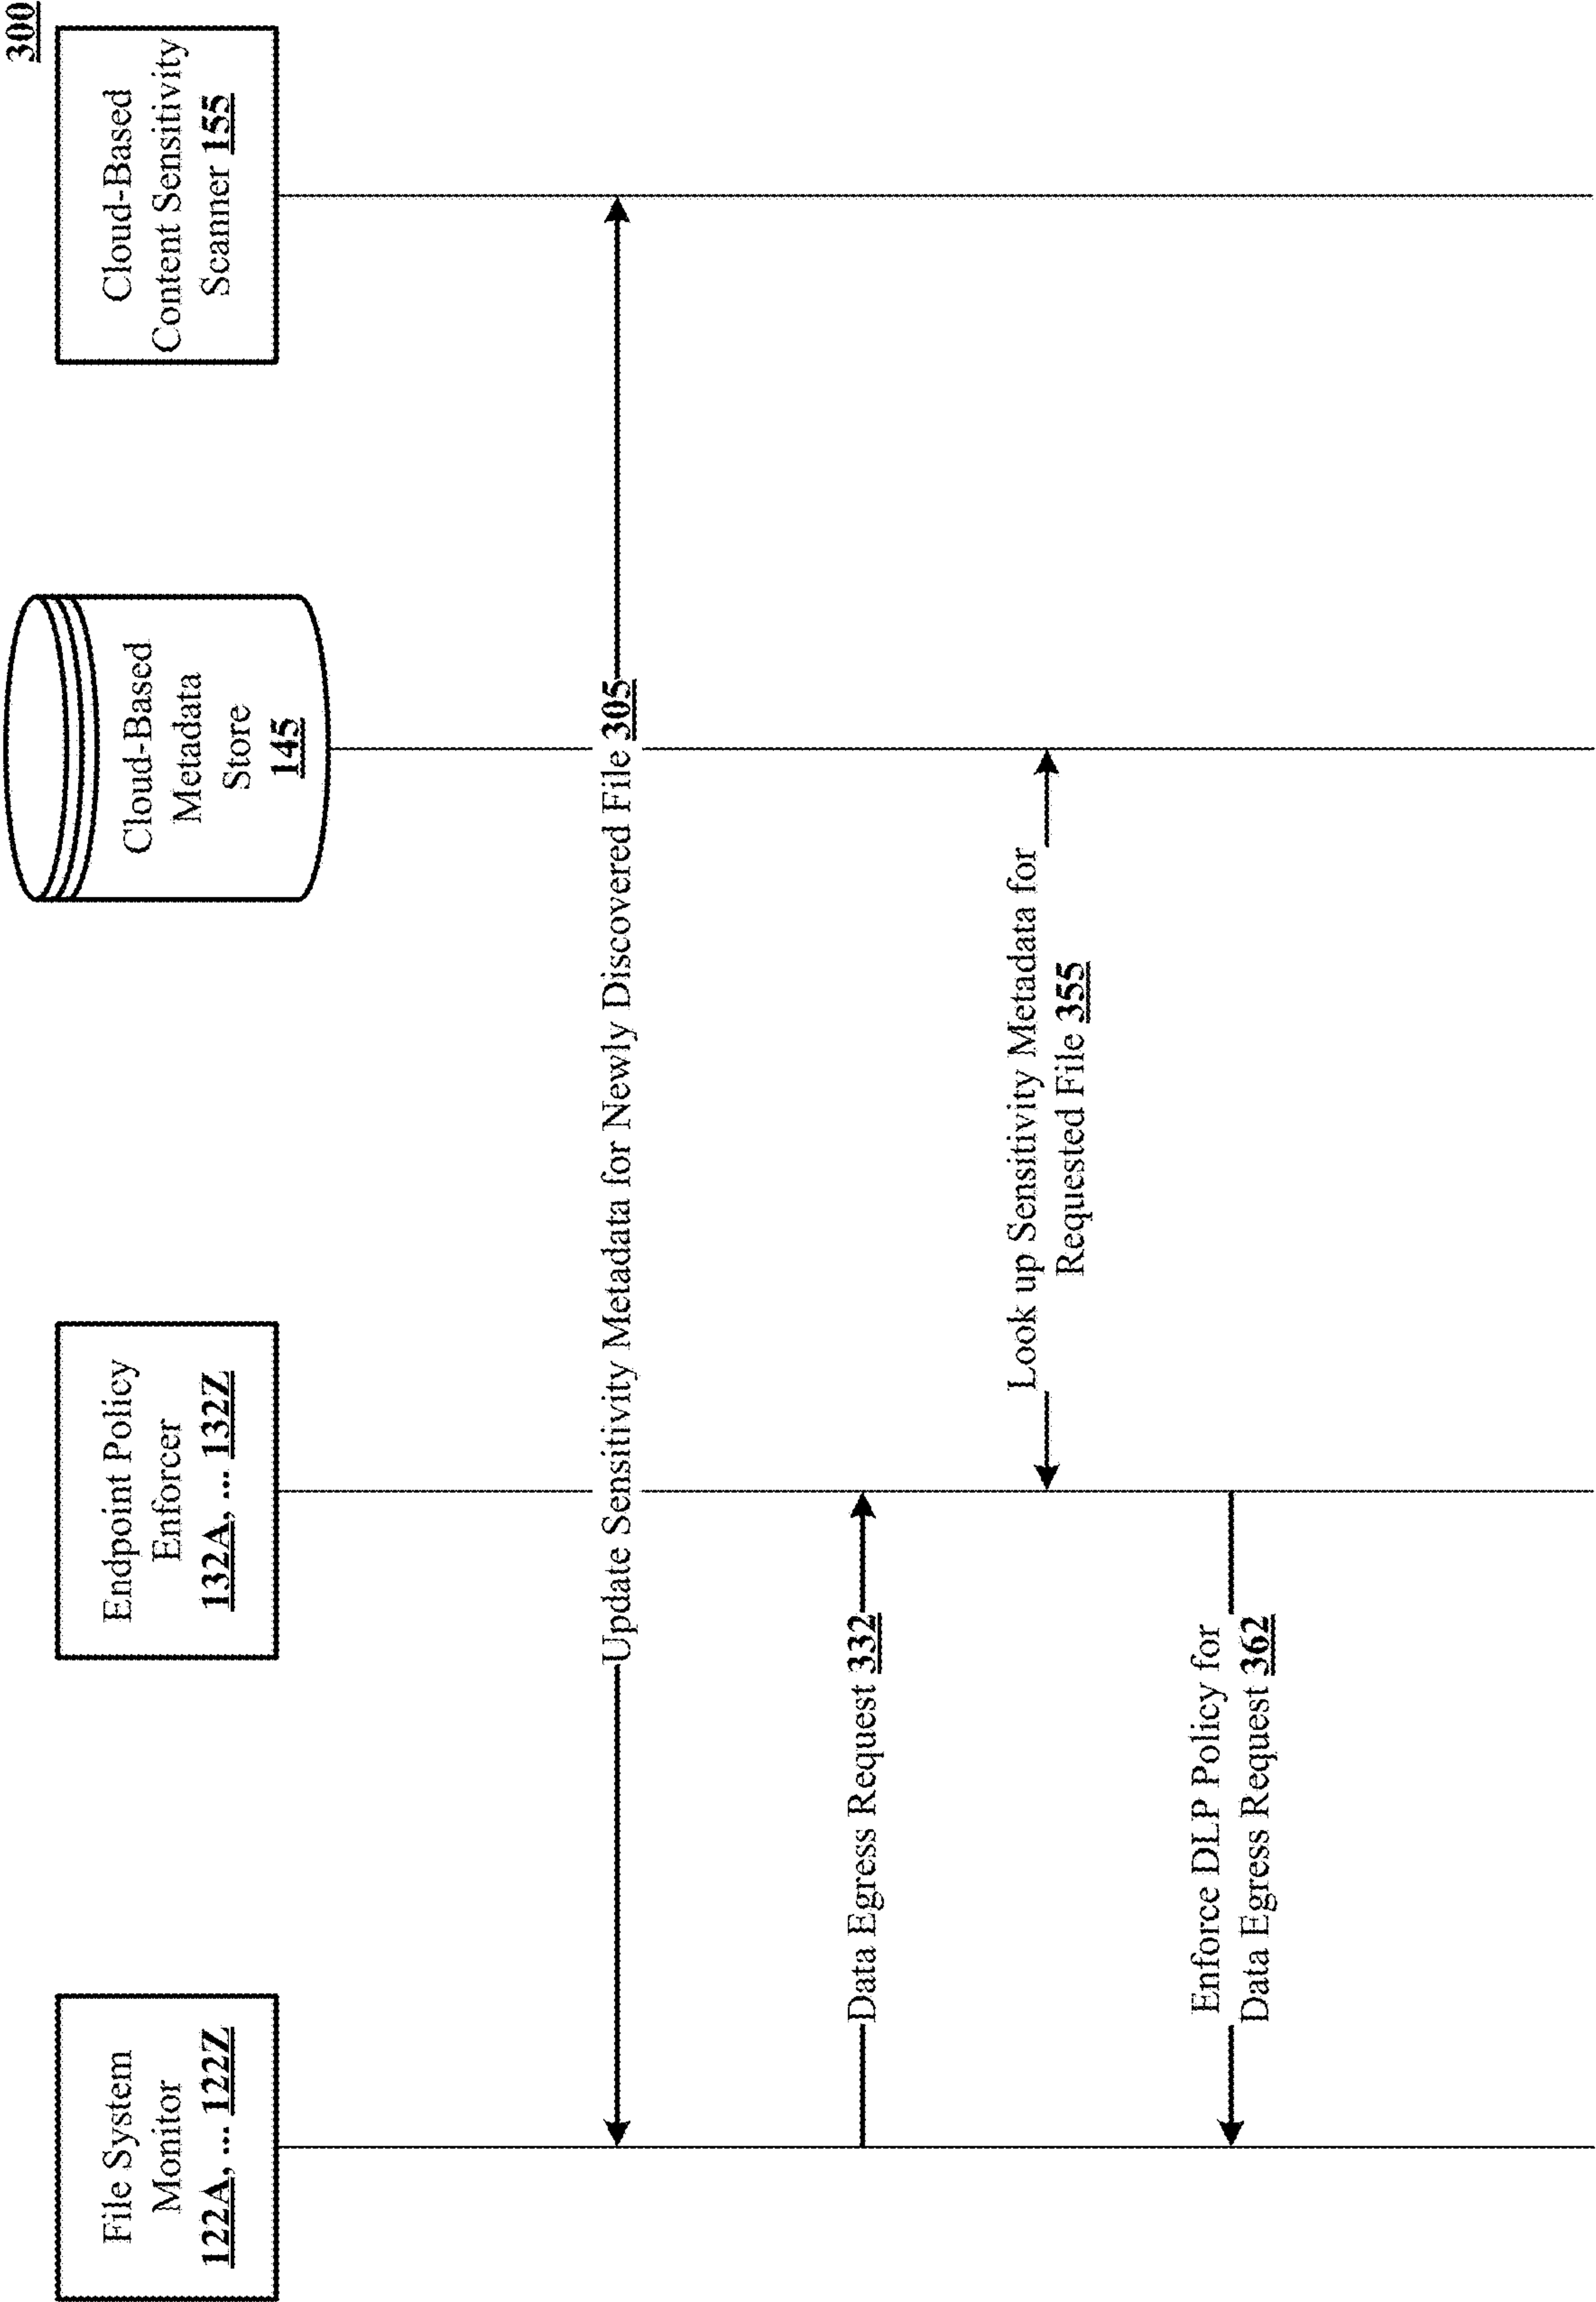 300
File System
Monitor
122A, ... 122Z
Endpoint Policy
Enforcer
132A, ... 132Z
Cloud-Based
Metadata
Store
145
Cloud-Based
Content Sensitivity
Scanner 155
Update Sensitivity Metadata for Newly Discovered File 305
Data Egress Request 332
Look up Sensitivity Metadata for
Requested File 355
Enforce DLP Policy for
Data Egress Request 362